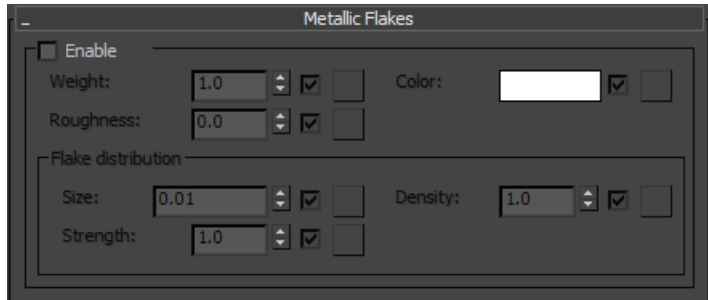 Metallic Flakes
Enable
Weight: 1.0 Color:
Roughness: 0.0
Flake distribution
Size: 0.01 Density: 1.0
Strength: 1.0